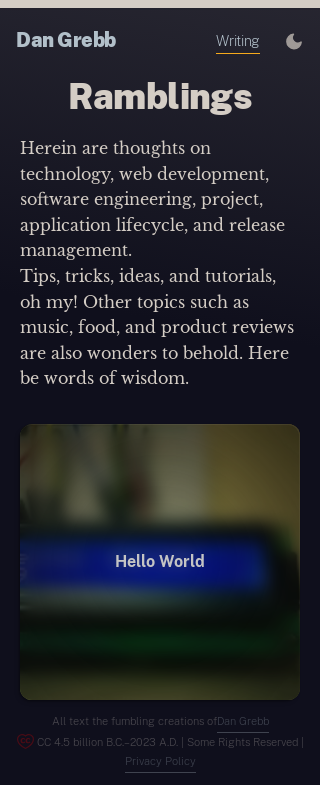 Dan Grebb
Writing
Ramblings
Herein are thoughts on
technology, web development,
software engineering, project,
application lifecycle, and release
management.
Tips, tricks, ideas, and tutorials,
oh my! Other topics such as
music, food, and product reviews
are also wonders to behold. Here
be words of wisdom.
Hello World
All text the fumbling creations ofDan Grebb
CC 4.5 billion B.C.–2023 A.D. | Some Rights Reserved |
Privacy Policy